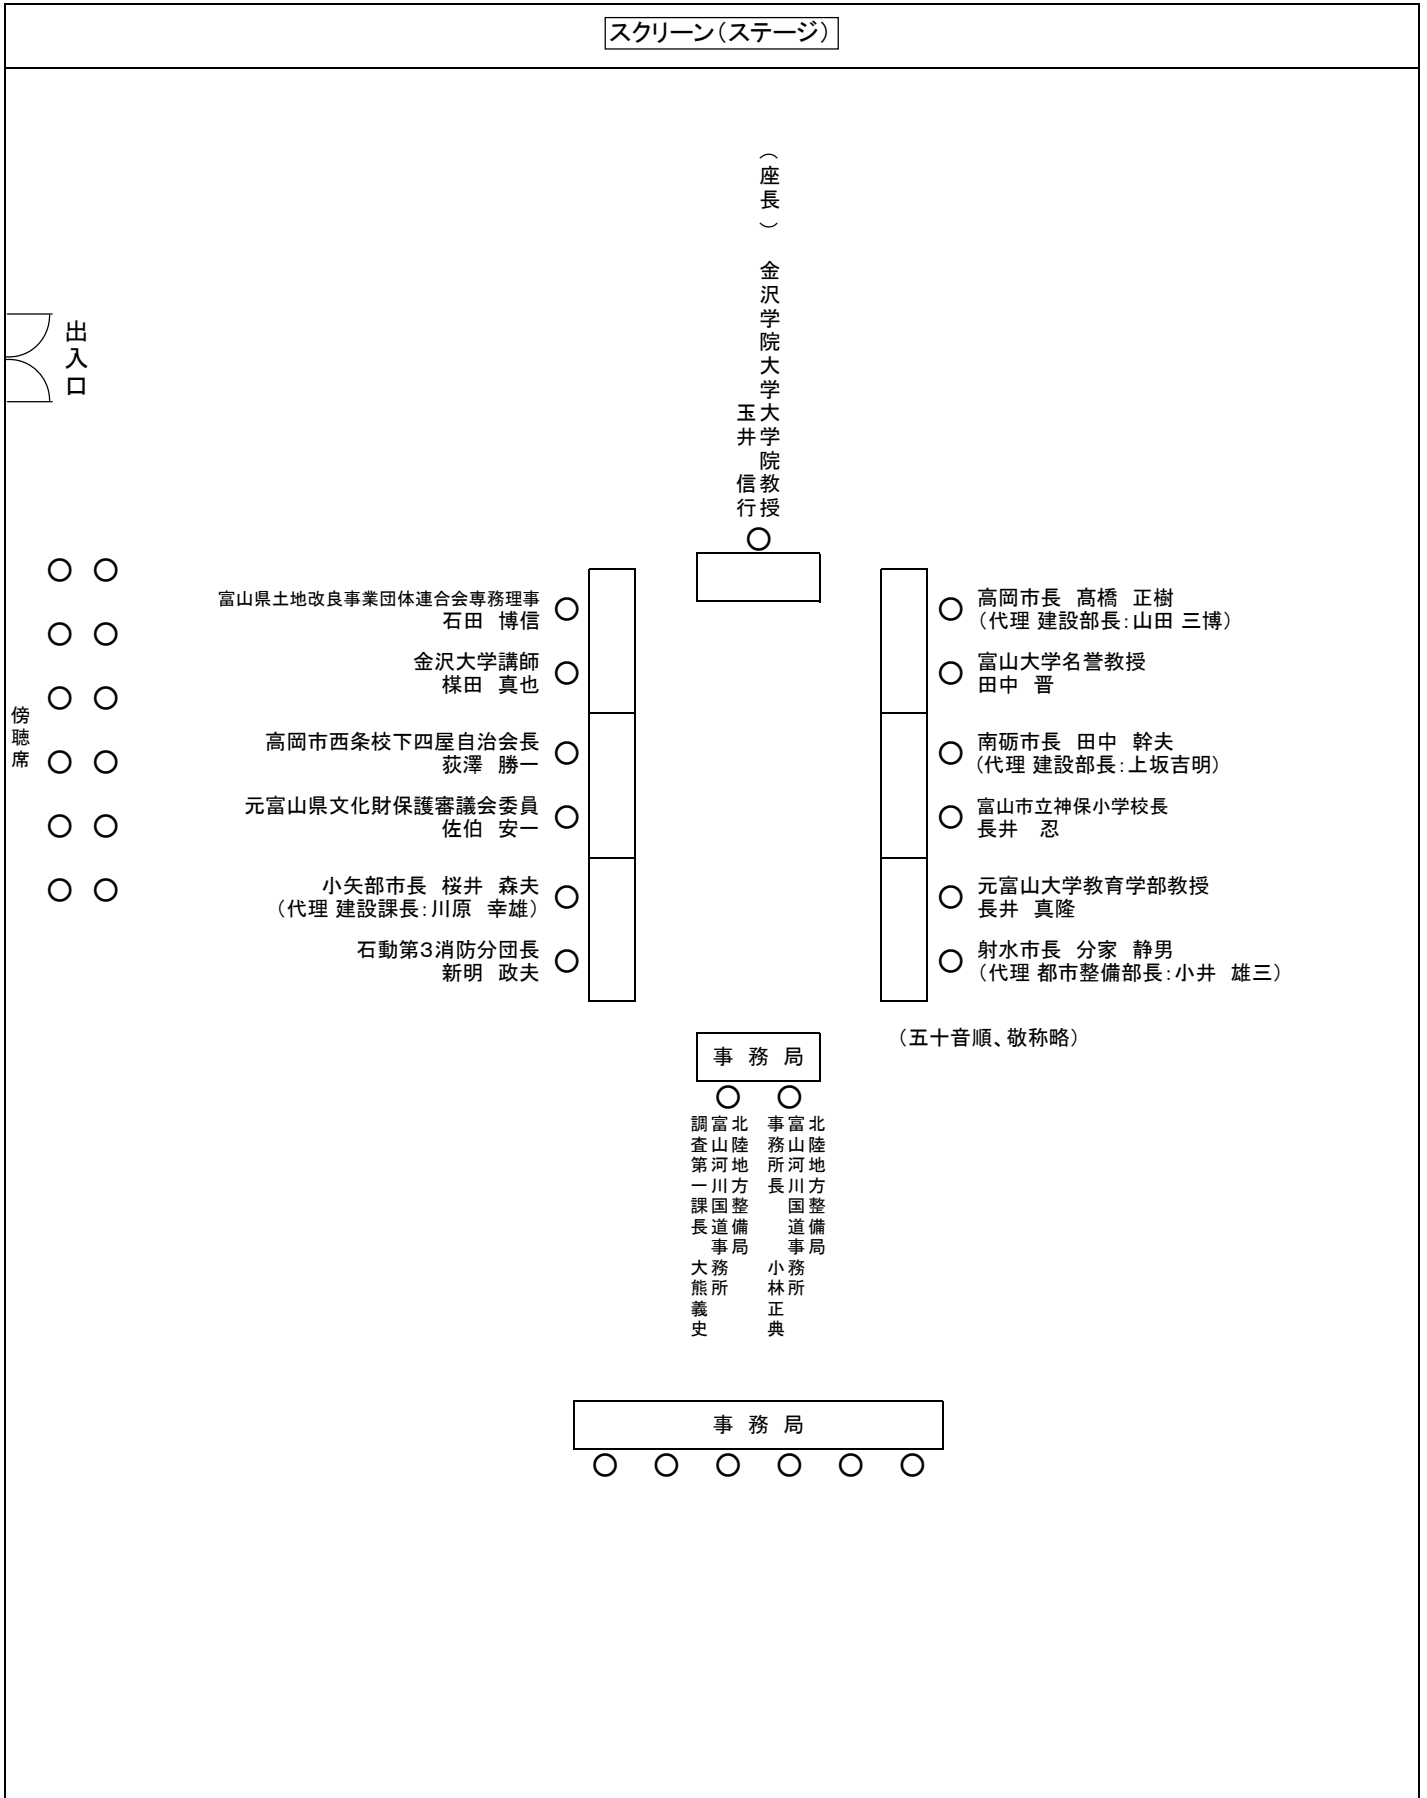 スクリーン（ステージ）
（座長） 金沢学院大学大学院教授
玉井 信行
出入口
傍聴席
富山県土地改良事業団体連合会専務理事
石田 博信
金沢大学講師
楳田 真也
高岡市西条校下四屋自治会長
荻澤 勝一
元富山県文化財保護審議会委員
佐伯 安一
小矢部市長 桜井 森夫
（代理 建設課長：川原 幸雄）
石動第3消防分団長
新明 政夫
高岡市長 髙橋 正樹
（代理 建設部長：山田 三博）
富山大学名誉教授
田中 晋
南砺市長 田中 幹夫
（代理 建設部長：上坂吉明）
富山市立神保小学校長
長井 忍
元富山大学教育学部教授
長井 真隆
射水市長 分家 静男
（代理 都市整備部長：小井 雄三）
（五十音順、敬称略）
事 務 局
北陸地方整備局
富山河川国道事務所
事務所長 小林正典
北陸地方整備局
富山河川国道事務所
調査第一課長 大熊義史
事 務 局